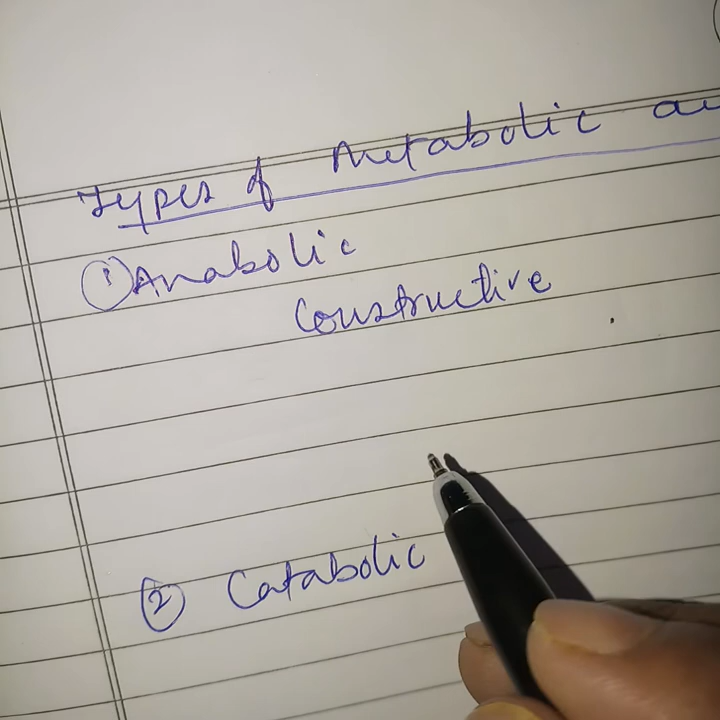 Types of Metabolic
① Anabolic
Constructive
② Catabolic